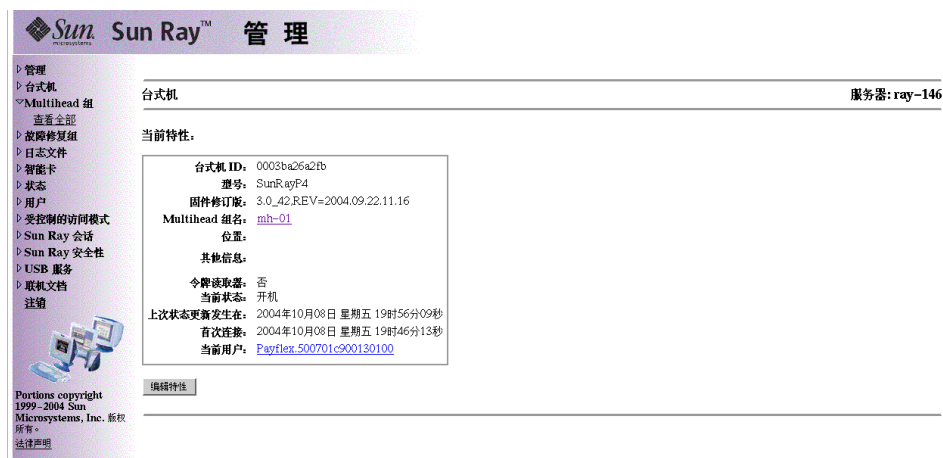 Sun microsystems Sun Ray™ 管 理
管理
台式机
Multihead 组
查看全部
故障修复组
日志文件
智能卡
状态
用户
受控制的访问模式
Sun Ray 会话
Sun Ray 安全性
USB 服务
联机文档
注销
Portions copyright
1999-2004 Sun
Microsystems, Inc. 版权
所有。
法律声明
台式机 服务器: ray-146
当前特性:
台式机 ID: 0003ba26a2fb
型号: SunRayP4
固件修订版: 3.0_42,REV=2004.09.22.11.16
Multihead 组名: mh-01
位置:
其他信息:
令牌读取器: 否
当前状态: 开机
上次状态更新发生在: 2004年10月08日 星期五 19时56分09秒
首次连接: 2004年10月08日 星期五 19时46分13秒
当前用户: Payflex.500701c900130100
编辑特性